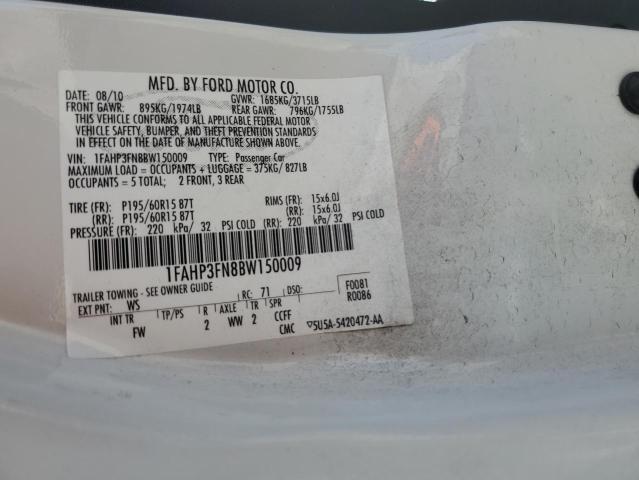 MFD. BY FORD MOTOR CO.
DATE: 08/10 GVWR: 1685KG/3715LB
FRONT GAWR: 895KG/1974LB REAR GAWR: 796KG/1755LB
THIS VEHICLE CONFORMS TO ALL APPLICABLE FEDERAL MOTOR
VEHICLE SAFETY, BUMPER, AND THEFT PREVENTION STANDARDS
IN EFFECT ON THE DATE OF MANUFACTURE SHOWN ABOVE.
VIN: 1FAHP3FN8BW150009 TYPE: Passenger Car
MAXIMUM LOAD = OCCUPANTS + LUGGAGE = 375KG/ 827LB
OCCUPANTS = 5 TOTAL; 2 FRONT, 3 REAR
TIRE (FR): P195/60R15 87T RIMS (FR): 15x6.0J
(RR): P195/60R15 87T (RR): 15x6.0J
PRESSURE (FR): 220 kPa/ 32 PSI COLD (RR): 220 kPa/ 32 PSI COLD
1FAHP3FN8BW150009
TRAILER TOWING - SEE OWNER GUIDE F0081
EXT PNT: WS RC: 71 DSO: R0086
INT TR TP/PS R AXLE TR SPR
FW 2 WW 2 CCFF
CMC 5U5A-5420472-AA